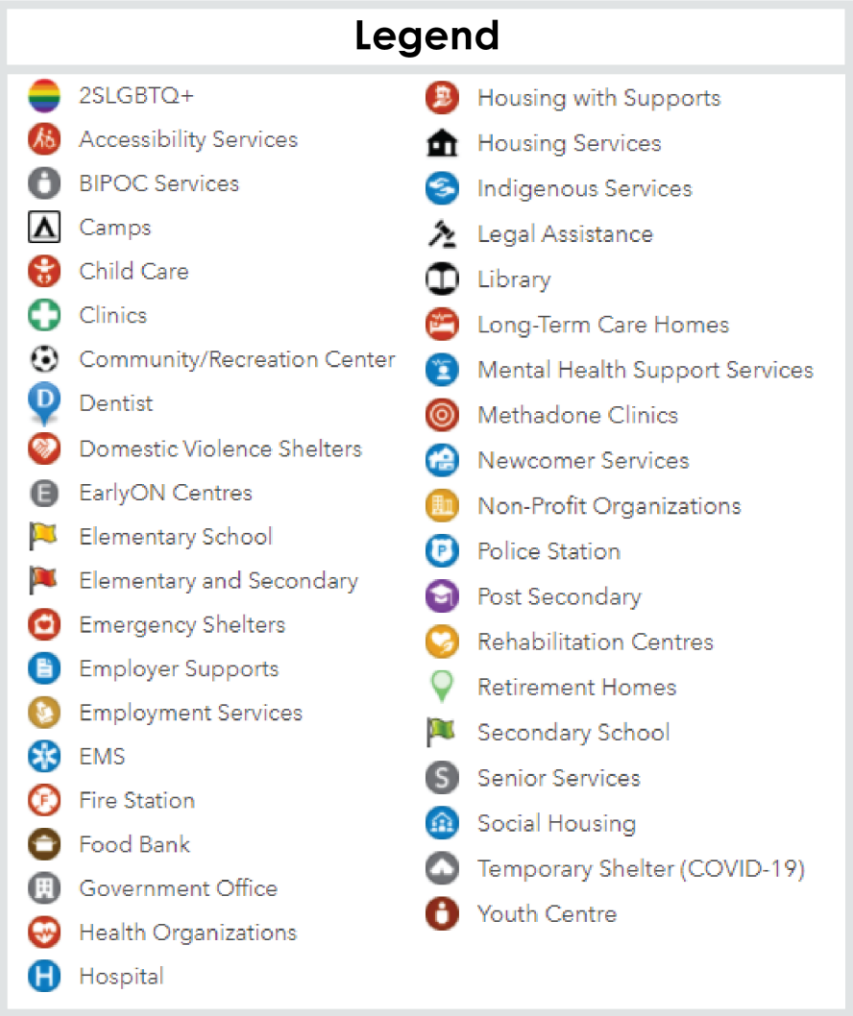 Legend
2SLGBTQ+
Accessibility Services
BIPOC Services
Camps
Child Care
Clinics
Community/Recreation Center
D Dentist
Domestic Violence Shelters
E EarlyON Centres
Elementary School
Elementary and Secondary
Emergency Shelters
Employer Supports
Employment Services
EMS
F Fire Station
Food Bank
Government Office
Health Organizations
H Hospital
Housing with Supports
Housing Services
Indigenous Services
Legal Assistance
Library
Long-Term Care Homes
Mental Health Support Services
Methadone Clinics
Newcomer Services
Non-Profit Organizations
P Police Station
Post Secondary
Rehabilitation Centres
Retirement Homes
Secondary School
S Senior Services
Social Housing
Temporary Shelter (COVID-19)
Youth Centre